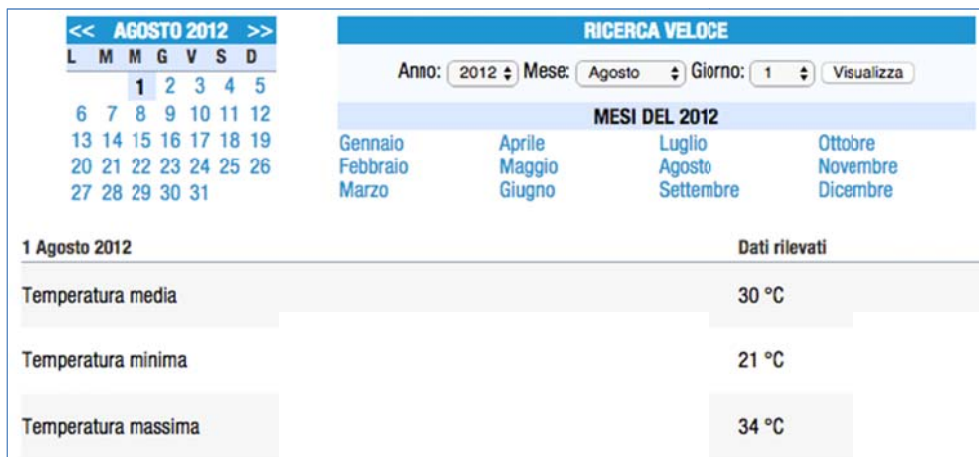 << AGOSTO 2012 >>
L M M G V S D
1 2 3 4 5
6 7 8 9 10 11 12
13 14 15 16 17 18 19
20 21 22 23 24 25 26
27 28 29 30 31
RICERCA VELOCE
Anno: 2012 Mese: Agosto Giorno: 1 Visualizza
MESI DEL 2012
Gennaio Aprile Luglio Ottobre
Febbraio Maggio Agosto Novembre
Marzo Giugno Settembre Dicembre
1 Agosto 2012 Dati rilevati
Temperatura media 30 °C
Temperatura minima 21 °C
Temperatura massima 34 °C